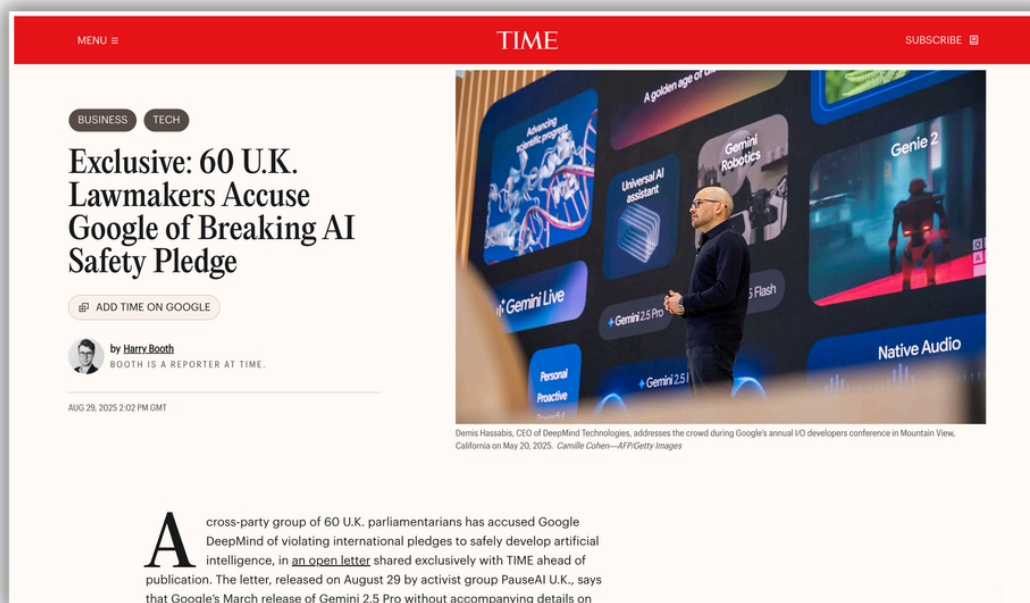 MENU
TIME
SUBSCRIBE
BUSINESS
TECH
Exclusive: 60 U.K.
Lawmakers Accuse
Google of Breaking AI
Safety Pledge
ADD TIME ON GOOGLE
by Harry Booth
BOOTH IS A REPORTER AT TIME.
AUG 29, 2025 2:02 PM GMT
A golden age of
Advancing
scientific progress
Universal AI
assistant
Gemini
Robotics
Genie 2
Gemini Live
Gemini 2.5 Pro
5 Flash
Personal
Proactive
Powerful
Gemini 2.5
Native Audio
Demis Hassabis, CEO of DeepMind Technologies, addresses the crowd during Google's annual I/O developers conference in Mountain View,
California on May 20, 2025. Camille Cohen—AFP/Getty Images
A cross-party group of 60 U.K. parliamentarians has accused Google
DeepMind of violating international pledges to safely develop artificial
intelligence, in an open letter shared exclusively with TIME ahead of
publication. The letter, released on August 29 by activist group PauseAI U.K., says
that Google's March release of Gemini 2.5 Pro without accompanying details on